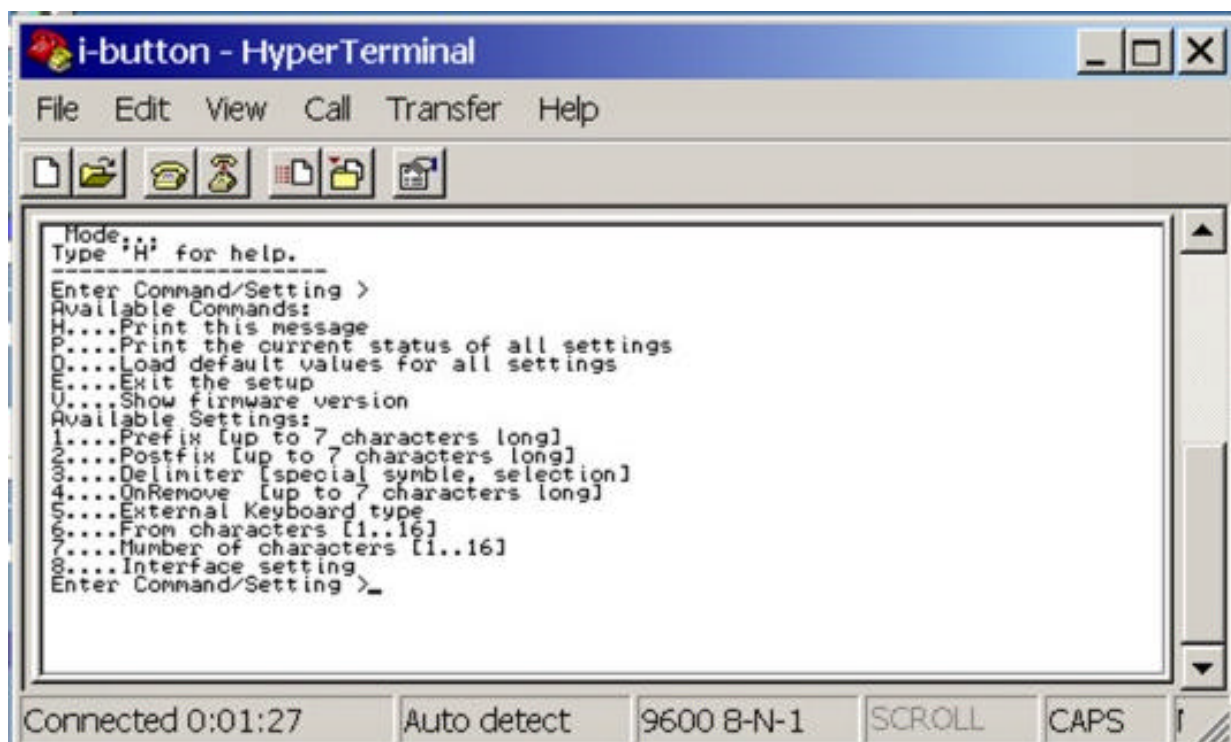 i-button - HyperTerminal
File Edit View Call Transfer Help
Mode...
Type 'H' for help.
--------------------
Enter Command/Setting >
Available Commands:
H....Print this message
P....Print the current status of all settings
D....Load default values for all settings
E....Exit the setup
V....Show firmware version
Available Settings:
1....Prefix [up to 7 characters long]
2....Postfix [up to 7 characters long]
3....Delimiter [special symble, selection]
4....OnRemove [up to 7 characters long]
5....External Keyboard type
6....From characters [1..16]
7....Number of characters [1..16]
8....Interface setting
Enter Command/Setting >_
Connected 0:01:27 Auto detect 9600 8-N-1 SCROLL CAPS